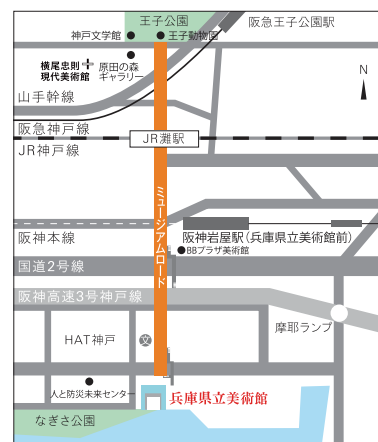 王子公園
阪急王子公園駅
神戸文学館
王子動物園
横尾忠則
現代美術館
原田の森
ギャラリー
N
山手幹線
阪急神戸線
JR灘駅
JR神戸線
ミュージアムロード
阪神本線
阪神岩屋駅(兵庫県立美術館前)
BBプラザ美術館
国道2号線
阪神高速3号神戸線
HAT神戸
文
摩耶ランプ
人と防災未来センター
兵庫県立美術館
なぎさ公園